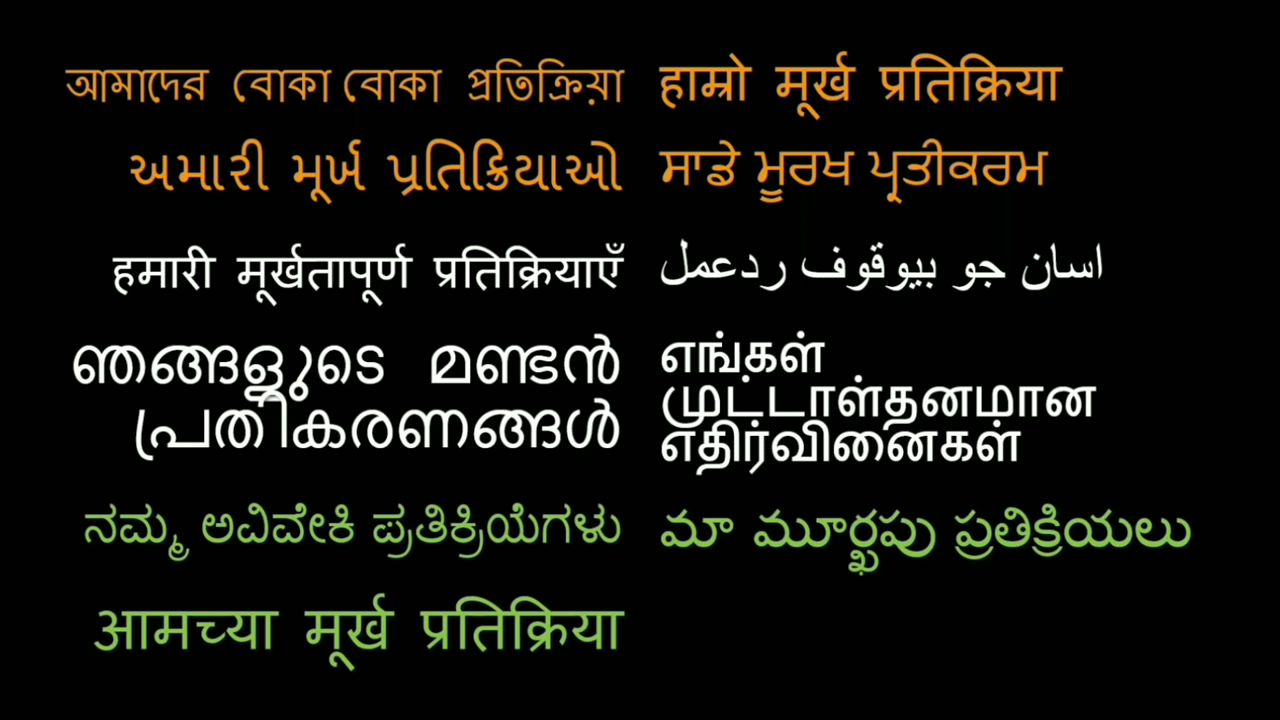 আমাদের বোকা বোকা প্রতিক্রিয়া
हाम्रो मूर्ख प्रतिक्रिया
અમારી મૂર્ખ પ્રતિક્રિયાઓ
ਸਾਡੇ ਮੂਰਖ ਪ੍ਰਤੀਕਰਮ
हमारी मूर्खतापूर्ण प्रतिक्रियाएँ
اسان جو بيوقوف ردعمل
ഞങ്ങളുടെ മണ്ടൻ
പ്രതികരണങ്ങൾ
எங்கள்
முட்டாள்தனமான
எதிர்வினைகள்
ನಮ್ಮ ಅವಿವೇಕಿ ಪ್ರತಿಕ್ರಿಯೆಗಳು
మా మూర్ఖపు ప్రతిక్రియలు
आमच्या मूर्ख प्रतिक्रिया